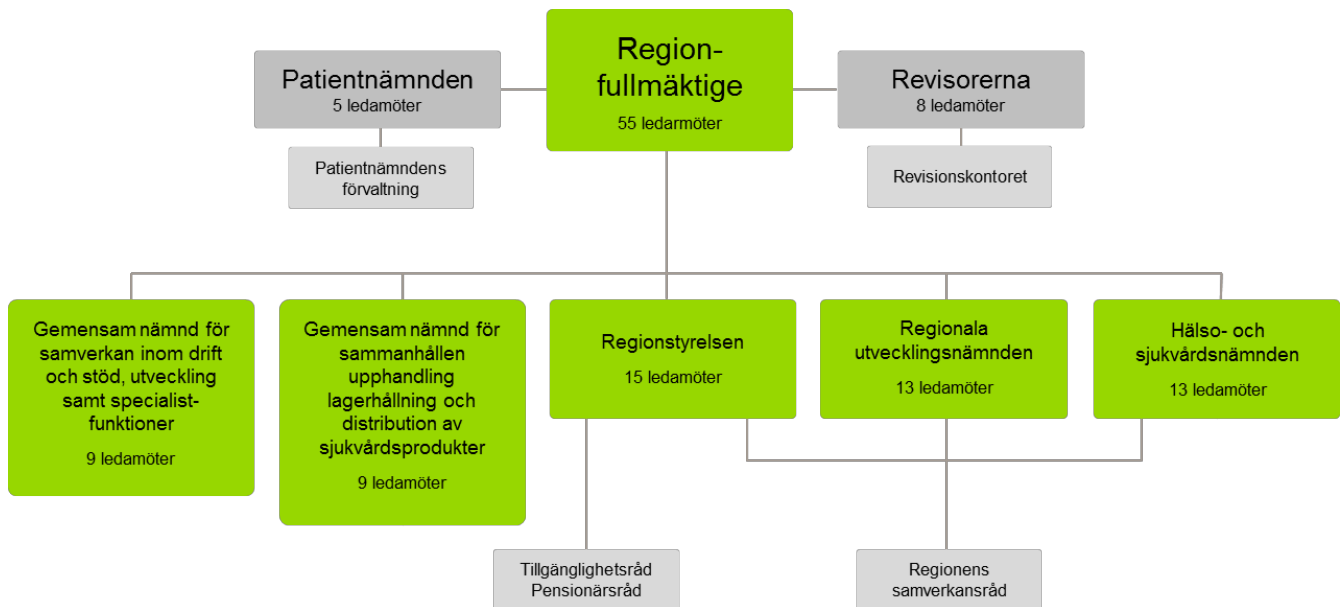 Patientnämnden
5 ledamöter
Region-
fullmäktige
55 ledarmöter
Revisorerna
8 ledamöter
Patientnämndens
förvaltning
Revisionskontoret
Gemensam nämnd för
samverkan inom drift
och stöd, utveckling
samt specialist-
funktioner
9 ledamöter
Gemensam nämnd för
sammanhållen
upphandling
lagerhållning och
distribution av
sjukvårdsprodukter
9 ledamöter
Regionstyrelsen
15 ledamöter
Regionala
utvecklingsnämnden
13 ledamöter
Hälso- och
sjukvårdsnämnden
13 ledamöter
Tillgänglighetsråd
Pensionärsråd
Regionens
samverkansråd